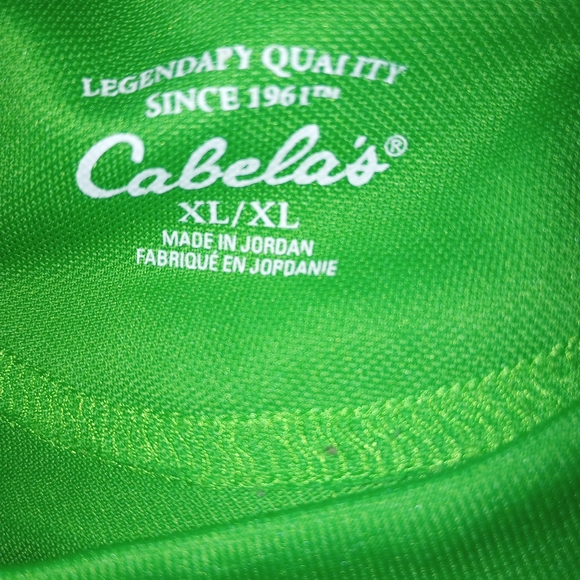 LEGENDARY QUALITY
SINCE 1961™
Cabela's®
XL/XL
MADE IN JORDAN
FABRIQUÉ EN JORDANIE